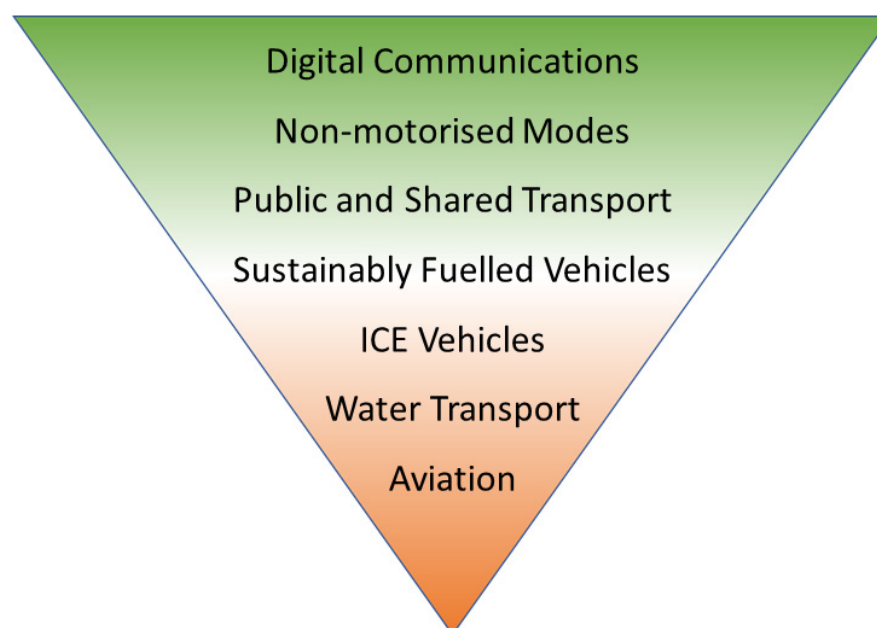 Digital Communications
Non-motorised Modes
Public and Shared Transport
Sustainably Fuelled Vehicles
ICE Vehicles
Water Transport
Aviation